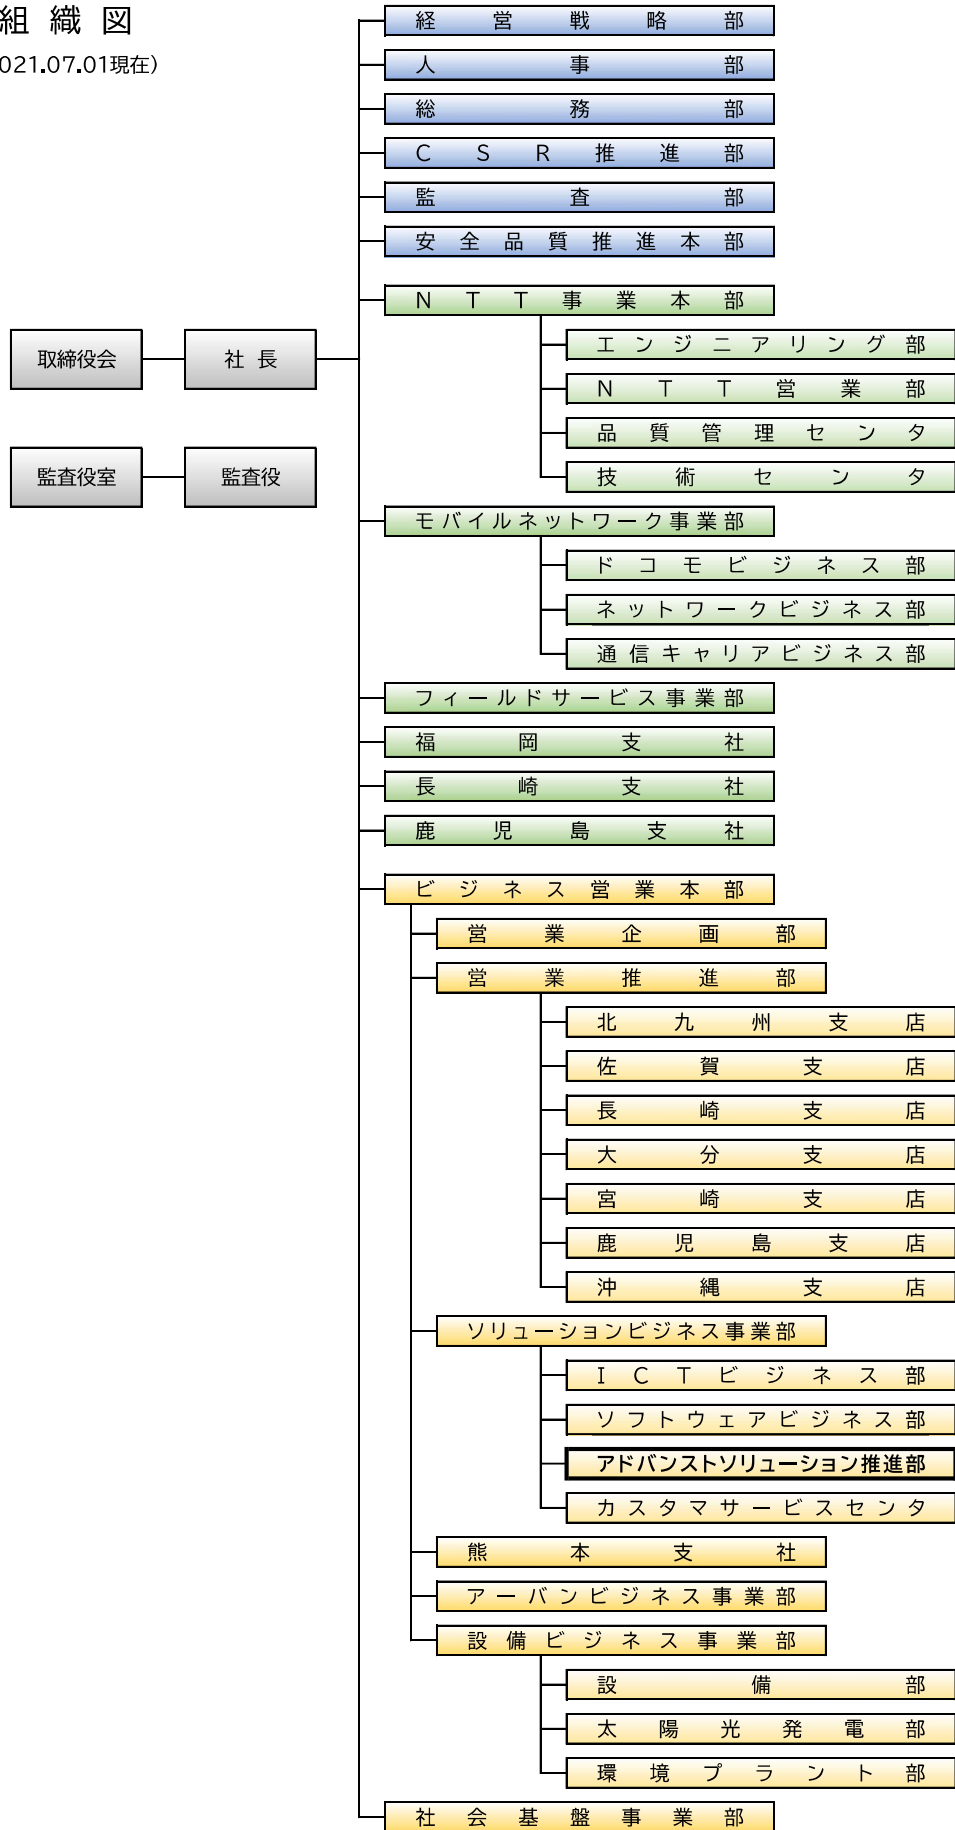 組織図
021.07.01現在）
経営戦略部
人事部
総務部
CSR推進部
監査部
安全品質推進本部
NTT事業本部
エンジニアリング部
取締役会
社長
NTT営業部
品質管理センタ
技術センタ
監査役室
監査役
モバイルネットワーク事業部
ドコモビジネス部
ネットワークビジネス部
通信キャリアビジネス部
フィールドサービス事業部
福岡支社
長崎支社
鹿児島支社
ビジネス営業本部
営業企画部
営業推進部
北九州支店
佐賀支店
長崎支店
大分支店
宮崎支店
鹿児島支店
沖縄支店
ソリューションビジネス事業部
ICTビジネス部
ソフトウェアビジネス部
アドバンストソリューション推進部
カスタマサービスセンタ
熊本支社
アーバンビジネス事業部
設備ビジネス事業部
設備部
太陽光発電部
環境プラント部
社会基盤事業部